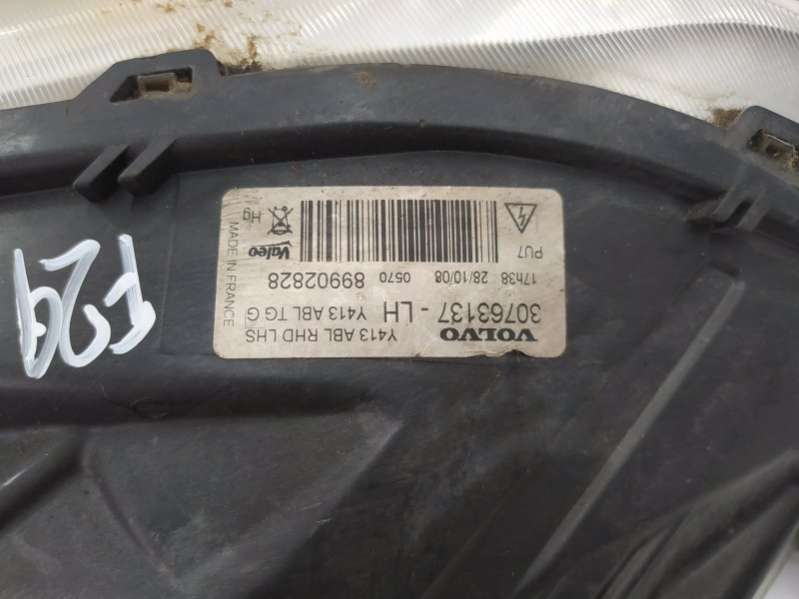 VOLVO Y413 ABL RHD LHS
30763137 - LH Y413 ABL TG G
17h38 28/10/08 0570 89902828
PU7 Valeo Hg
MADE IN FRANCE